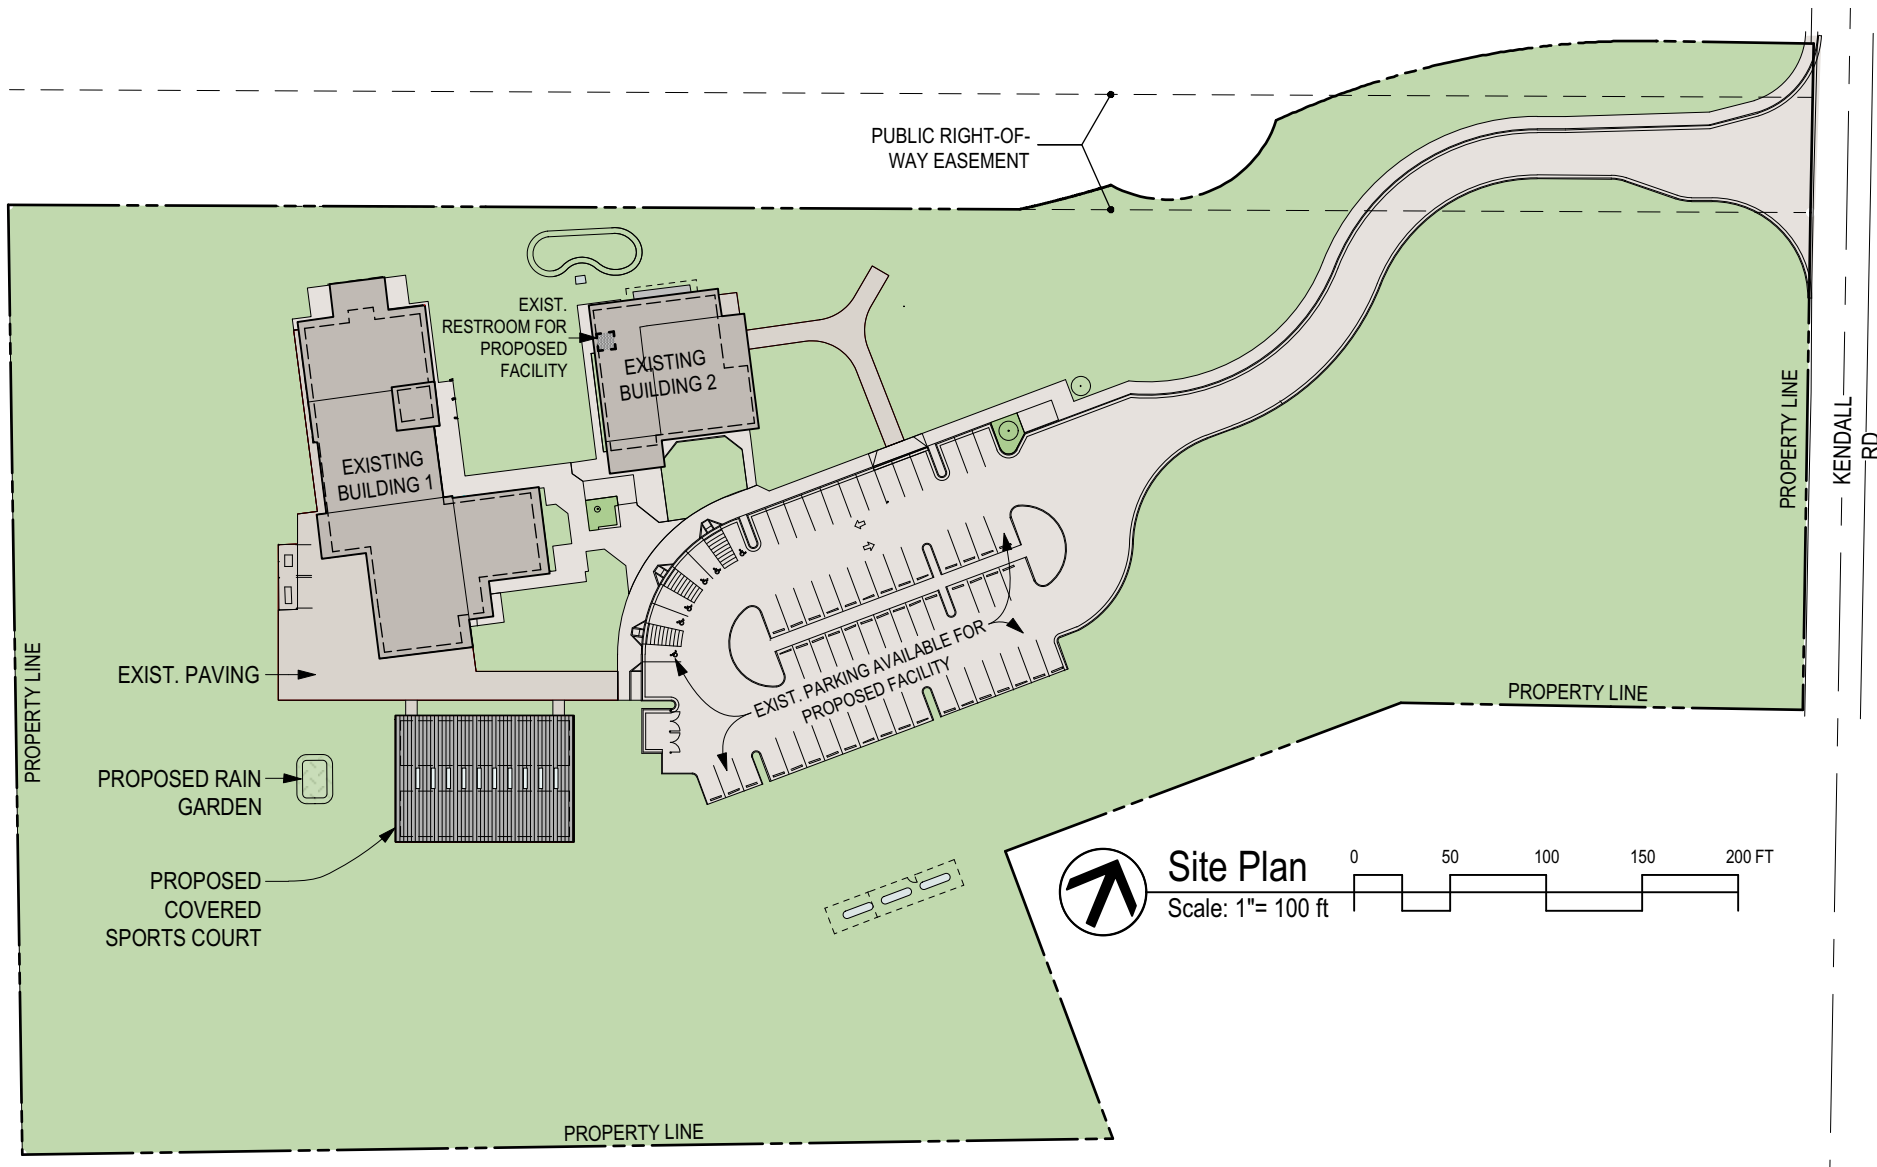 PUBLIC RIGHT-OF-
WAY EASEMENT
EXIST.
RESTROOM FOR
PROPOSED
FACILITY
EXISTING
BUILDING 2
EXISTING
BUILDING 1
PROPERTY LINE
KENDALL
RD
EXIST. PAVING
PROPERTY LINE
EXIST. PARKING AVAILABLE FOR
PROPOSED FACILITY
PROPERTY LINE
PROPOSED RAIN
GARDEN
PROPOSED
COVERED
SPORTS COURT
Site Plan
Scale: 1"= 100 ft
0 50 100 150 200 FT
PROPERTY LINE